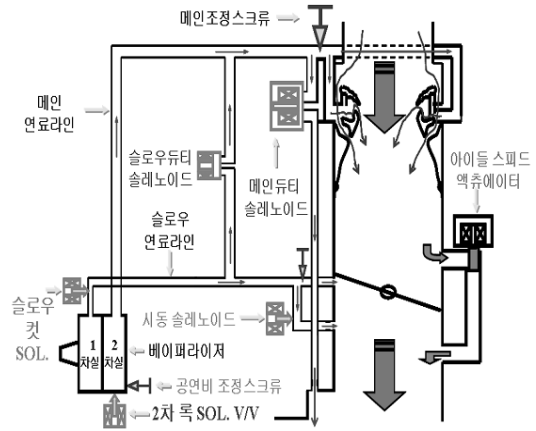 메인조정스크류
메인
연료라인
슬로우듀티
솔레노이드
메인듀티
솔레노이드
아이들 스피드
액츄에이터
슬로우
연료라인
슬로우
컷
SOL.
시동 솔레노이드
1
차실
2
차실
베이퍼라이저
공연비 조정스크류
2차 록 SOL. V/V